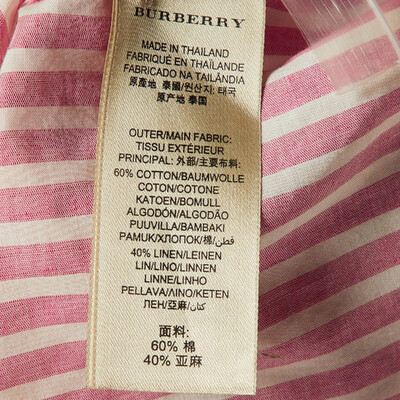 BURBERRY
MADE IN THAILAND
FABRIQUÉ EN THAÏLANDE
FABRICADO NA TAILÂNDIA
原產地 泰國/원산지: 태국
原产地 泰国
OUTER/MAIN FABRIC:
TISSU EXTÉRIEUR
PRINCIPAL: 外部/主要布料:
60% COTTON/BAUMWOLLE
COTON/COTONE
KATOEN/BOMULL
ALGODÓN/ALGODÃO
PUUVILLA/BAMBAKI
PAMUK/ХЛОПОК/棉/قطن
40% LINEN/LEINEN
LIN/LINO/LINNEN
LINNE/LINHO
PELLAVA/ΛINO/KETEN
ЛЕН/亞麻/كتان
面料:
60% 棉
40% 亚麻